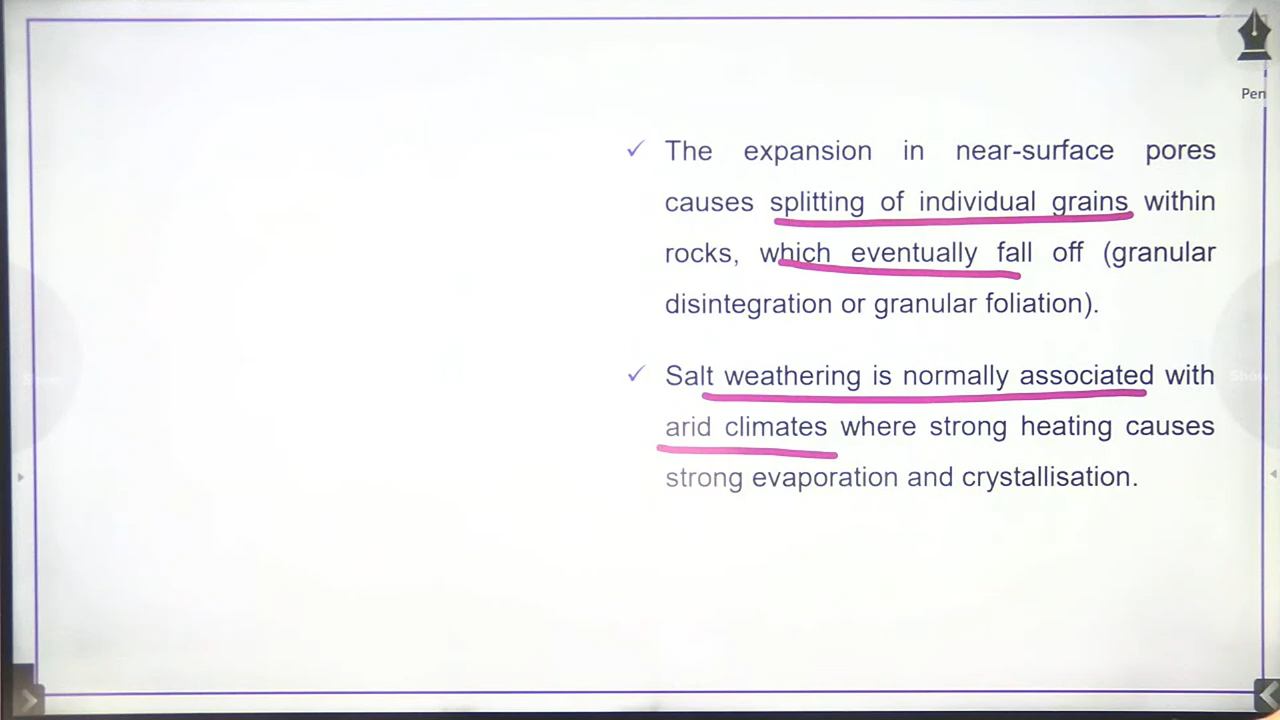 Pen
✓ The expansion in near-surface pores
causes splitting of individual grains within
rocks, which eventually fall off (granular
disintegration or granular foliation).
✓ Salt weathering is normally associated with
arid climates where strong heating causes
strong evaporation and crystallisation.
Show